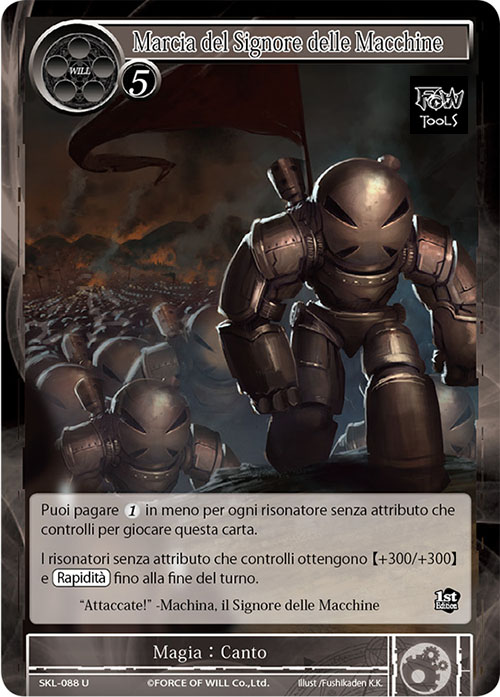 Marcia del Signore delle Macchine
WILL
5
FOW
TOOLS
Puoi pagare 1 in meno per ogni risonatore senza attributo che
controlli per giocare questa carta.
I risonatori senza attributo che controlli ottengono【+300/+300】
e Rapidità fino alla fine del turno.
“Attaccate!” -Machina, il Signore delle Macchine
1st
Edition
Magia : Canto
SKL-088 U ©FORCE OF WILL Co.,Ltd. Illust /Fushikaden K.K.